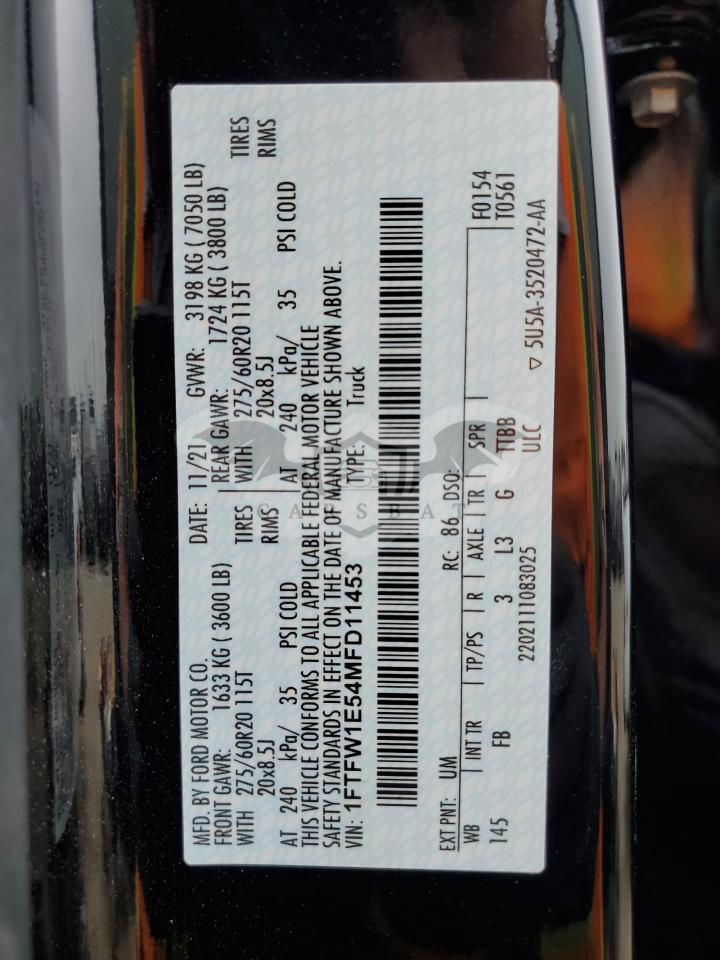 MFD. BY FORD MOTOR CO.
DATE: 11/21 GVWR: 3198 KG ( 7050 LB)
FRONT GAWR: 1633 KG ( 3600 LB)
REAR GAWR: 1724 KG ( 3800 LB)
WITH 275/60R20 115T TIRES
WITH 275/60R20 115T TIRES
20x8.5J RIMS
20x8.5J RIMS
AT 240 kPa/ 35 PSI COLD
AT 240 kPa/ 35 PSI COLD
THIS VEHICLE CONFORMS TO ALL APPLICABLE FEDERAL MOTOR VEHICLE
SAFETY STANDARDS IN EFFECT ON THE DATE OF MANUFACTURE SHOWN ABOVE.
VIN: 1FTFW1E54MFD11453 TYPE: Truck
CARSBAT
EXT PNT: UM RC: 86 DSO:
WB INT TR TP/PS R AXLE TR SPR F0154
145 FB 3 L3 G TTBB T0561
2202111083025 ULC ▽ 5U5A-3520472-AA